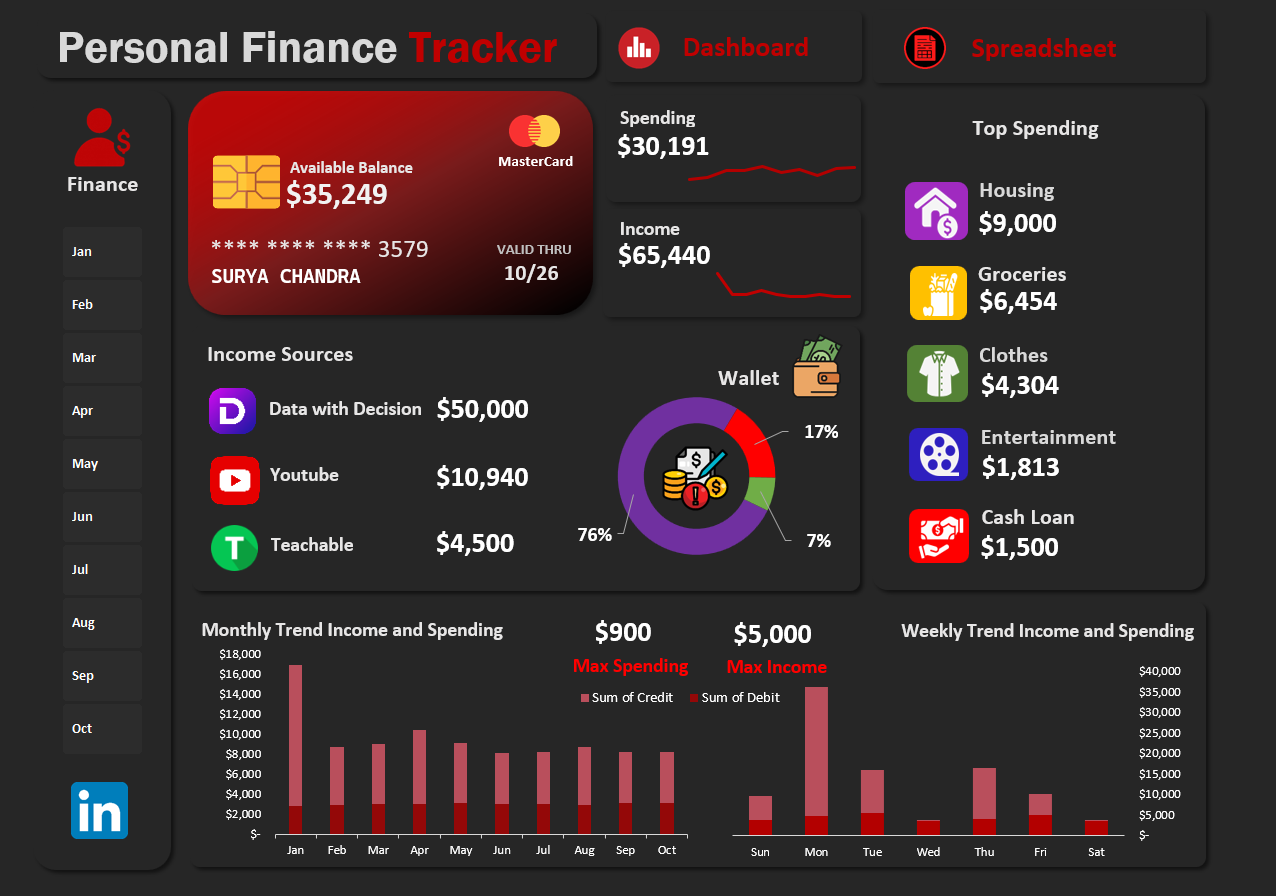 Personal Finance Tracker
Dashboard
Spreadsheet
Finance
Jan
Feb
Mar
Apr
May
Jun
Jul
Aug
Sep
Oct
in
MasterCard
Available Balance
$35,249
**** **** **** 3579
VALID THRU
SURYA CHANDRA
10/26
Spending
$30,191
Income
$65,440
Top Spending
Housing
$9,000
Groceries
$6,454
Clothes
$4,304
Entertainment
$1,813
Cash Loan
$1,500
Income Sources
D
Data with Decision $50,000
Youtube $10,940
T
Teachable $4,500
Wallet
17%
76%
7%
Monthly Trend Income and Spending
$900
Max Spending
$5,000
Max Income
Sum of Credit
Sum of Debit
$18,000
$16,000
$14,000
$12,000
$10,000
$8,000
$6,000
$4,000
$2,000
$-
Jan Feb Mar Apr May Jun Jul Aug Sep Oct
Weekly Trend Income and Spending
$40,000
$35,000
$30,000
$25,000
$20,000
$15,000
$10,000
$5,000
$-
Sun Mon Tue Wed Thu Fri Sat